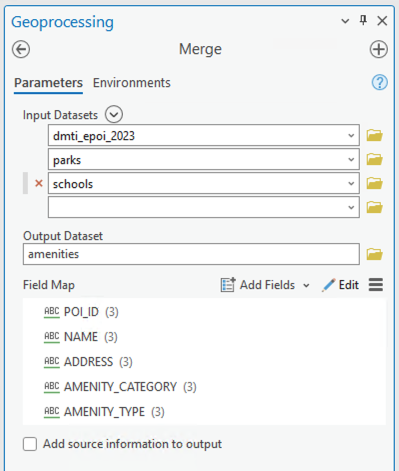 Geoprocessing
Merge
Parameters Environments
Input Datasets
dmti_epoi_2023
parks
schools
Output Dataset
amenities
Field Map Add Fields Edit
ABC POI_ID (3)
ABC NAME (3)
ABC ADDRESS (3)
ABC AMENITY_CATEGORY (3)
ABC AMENITY_TYPE (3)
Add source information to output